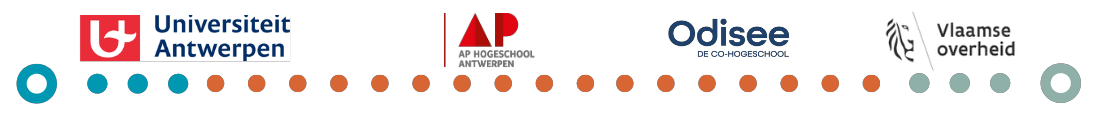 Universiteit
Antwerpen
AP HOGESCHOOL
ANTWERPEN
Odisee
DE CO-HOGESCHOOL
Vlaamse
overheid